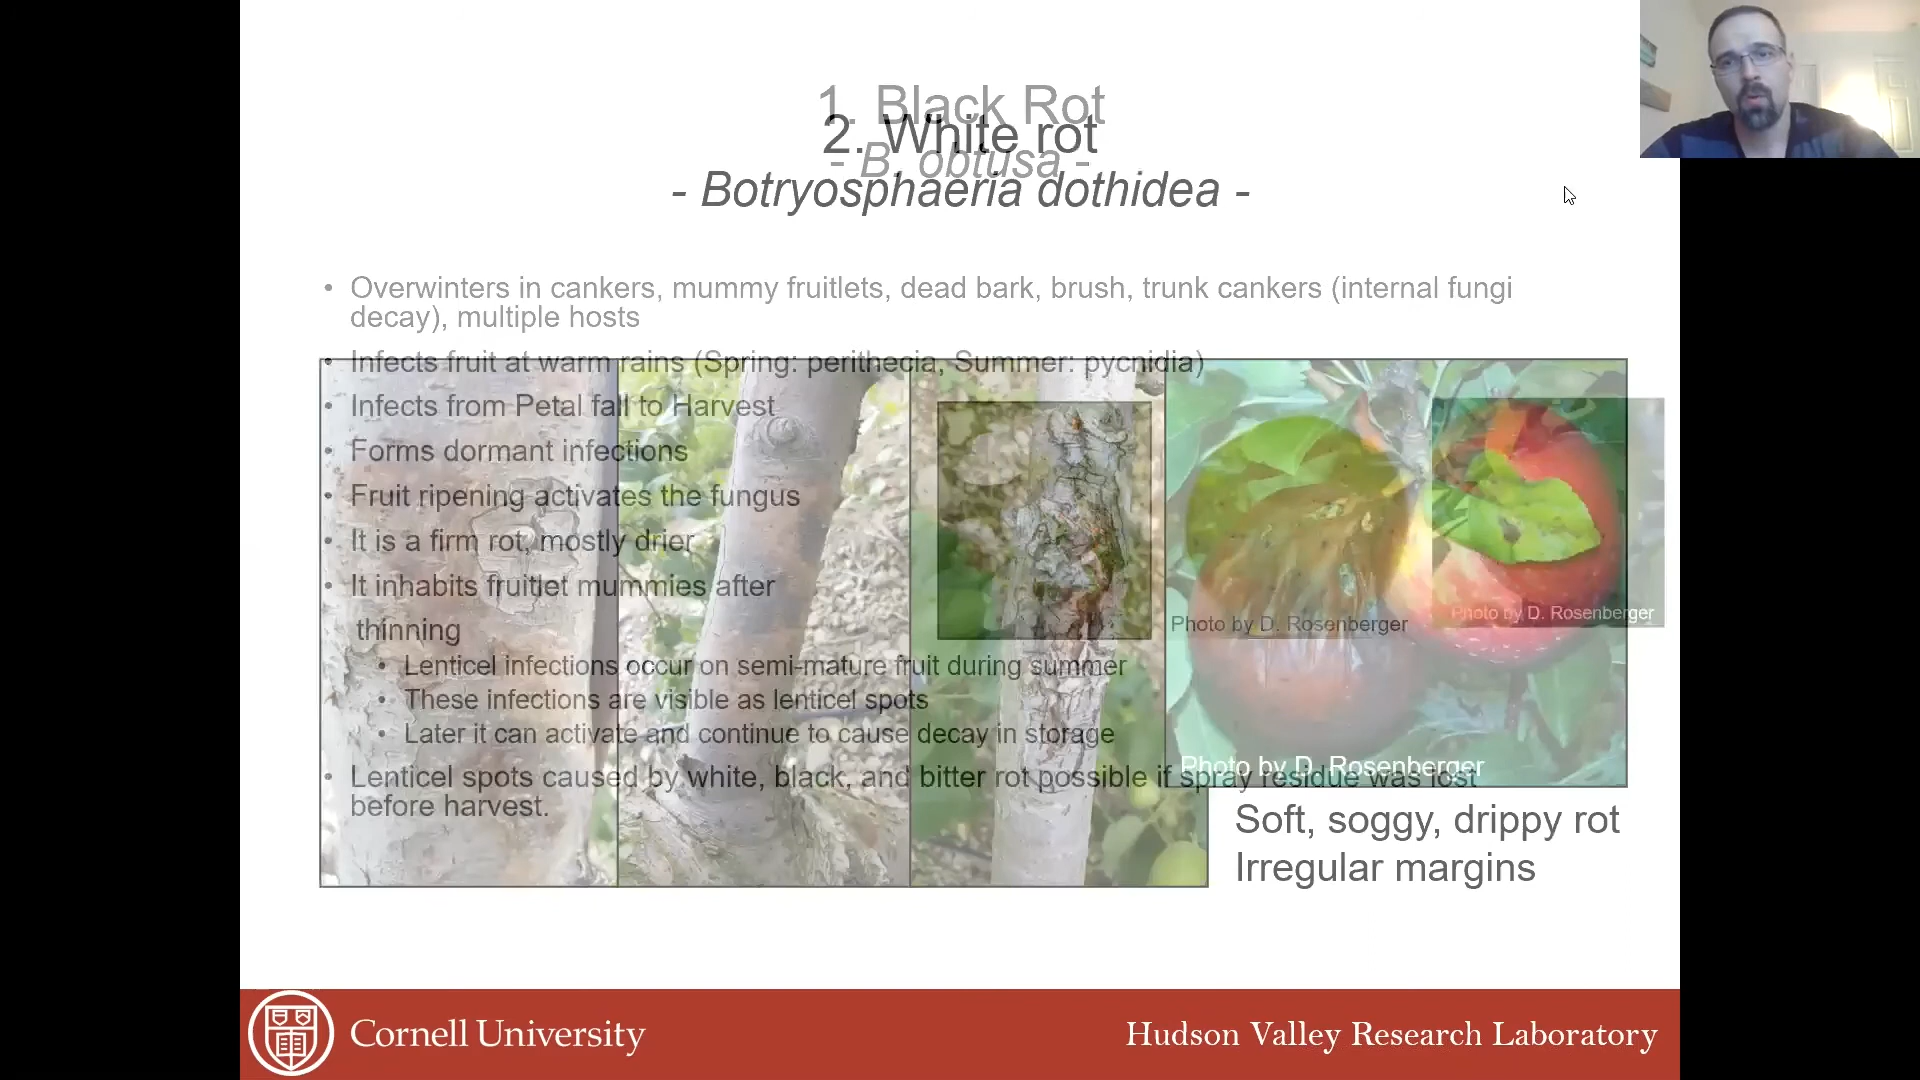 1. Black Rot
2. White rot
- B. obtusa -
- Botryosphaeria dothidea -
• Overwinters in cankers, mummy fruitlets, dead bark, brush, trunk cankers (internal fungi
decay), multiple hosts
• Infects fruit at warm rains (Spring: perithecia, Summer: pycnidia)
• Infects from Petal fall to Harvest
• Forms dormant infections
• Fruit ripening activates the fungus
• It is a firm rot, mostly drier
• It inhabits fruitlet mummies after
thinning
Photo by D. Rosenberger
Photo by D. Rosenberger
• Lenticel infections occur on semi-mature fruit during summer
• These infections are visible as lenticel spots
• Later it can activate and continue to cause decay in storage
Photo by D. Rosenberger
• Lenticel spots caused by white, black, and bitter rot possible if spray residue was lost
before harvest.
Soft, soggy, drippy rot
Irregular margins
Cornell University
Hudson Valley Research Laboratory